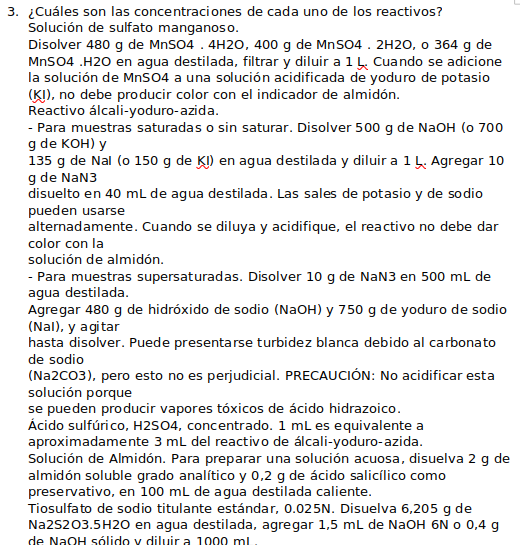 3. ¿Cuáles son las concentraciones de cada uno de los reactivos?
Solución de sulfato manganoso.
Disolver 480 g de MnSO4 . 4H2O, 400 g de MnSO4 . 2H2O, o 364 g de
MnSO4 .H2O en agua destilada, filtrar y diluir a 1 L. Cuando se adicione
la solución de MnSO4 a una solución acidificada de yoduro de potasio
(KI), no debe producir color con el indicador de almidón.
Reactivo álcali-yoduro-azida.
- Para muestras saturadas o sin saturar. Disolver 500 g de NaOH (o 700
g de KOH) y
135 g de NaI (o 150 g de KI) en agua destilada y diluir a 1 L. Agregar 10
g de NaN3
disuelto en 40 mL de agua destilada. Las sales de potasio y de sodio
pueden usarse
alternadamente. Cuando se diluya y acidifique, el reactivo no debe dar
color con la
solución de almidón.
- Para muestras supersaturadas. Disolver 10 g de NaN3 en 500 mL de
agua destilada.
Agregar 480 g de hidróxido de sodio (NaOH) y 750 g de yoduro de sodio
(NaI), y agitar
hasta disolver. Puede presentarse turbidez blanca debido al carbonato
de sodio
(Na2CO3), pero esto no es perjudicial. PRECAUCIÓN: No acidificar esta
solución porque
se pueden producir vapores tóxicos de ácido hidrazoico.
Ácido sulfúrico, H2SO4, concentrado. 1 mL es equivalente a
aproximadamente 3 mL del reactivo de álcali-yoduro-azida.
Solución de Almidón. Para preparar una solución acuosa, disuelva 2 g de
almidón soluble grado analítico y 0,2 g de ácido salicílico como
preservativo, en 100 mL de agua destilada caliente.
Tiosulfato de sodio titulante estándar, 0.025N. Disuelva 6,205 g de
Na2S2O3.5H2O en agua destilada, agregar 1,5 mL de NaOH 6N o 0,4 g
de NaOH sólido y diluir a 1000 mL.